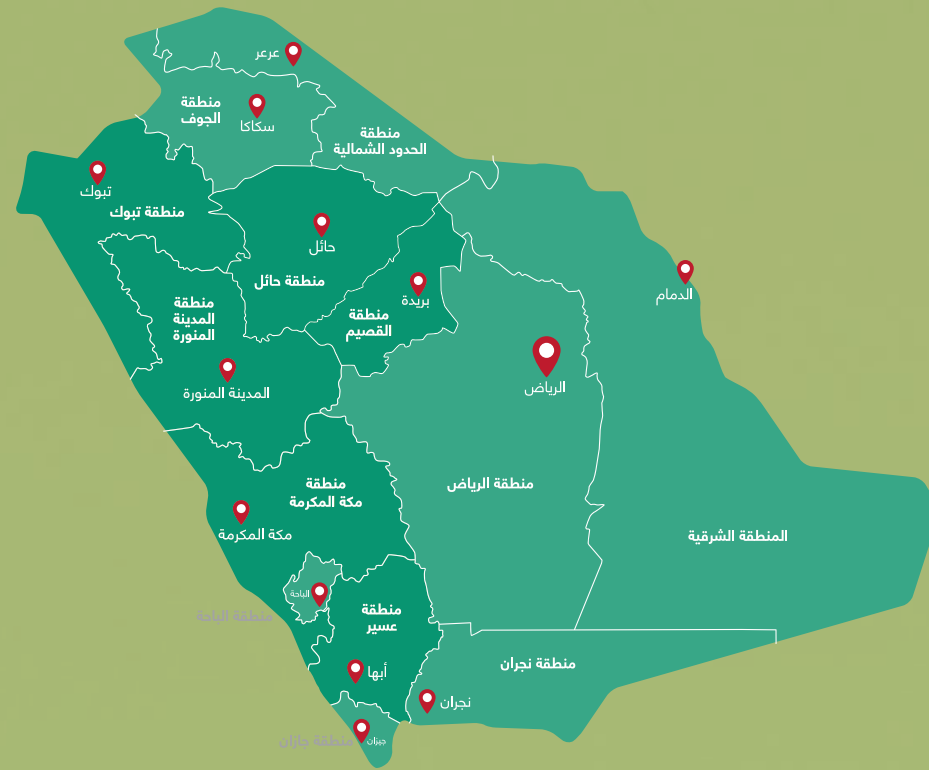 عرعر
منطقة
الجوف
سكاكا
منطقة
الحدود الشمالية
تبوك
منطقة تبوك
حائل
منطقة حائل
بريدة
منطقة
القصيم
الدمام
منطقة
المدينة
المنورة
المدينة المنورة
الرياض
منطقة الرياض
منطقة
مكة المكرمة
مكة المكرمة
المنطقة الشرقية
الباحة
منطقة الباحة
منطقة
عسير
أبها
منطقة نجران
نجران
جيزان
منطقة جازان